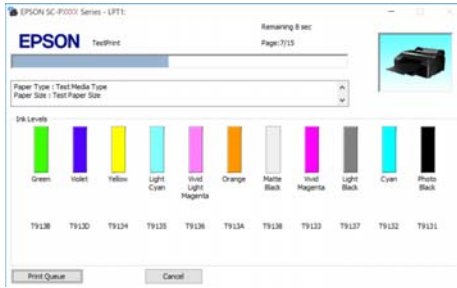 EPSON SC-PXXXX Series - LPT1:
Remaining 8 sec
EPSON TestPrint Page:7/15
Paper Type : Test Media Type
Paper Size : Test Paper Size
Ink Levels
Green Violet Yellow Light Cyan Vivid Light Magenta Orange Matte Black Vivid Magenta Light Black Cyan Photo Black
T913B T913D T9134 T9135 T9136 T913A T9138 T9133 T9137 T9132 T9131
Print Queue Cancel